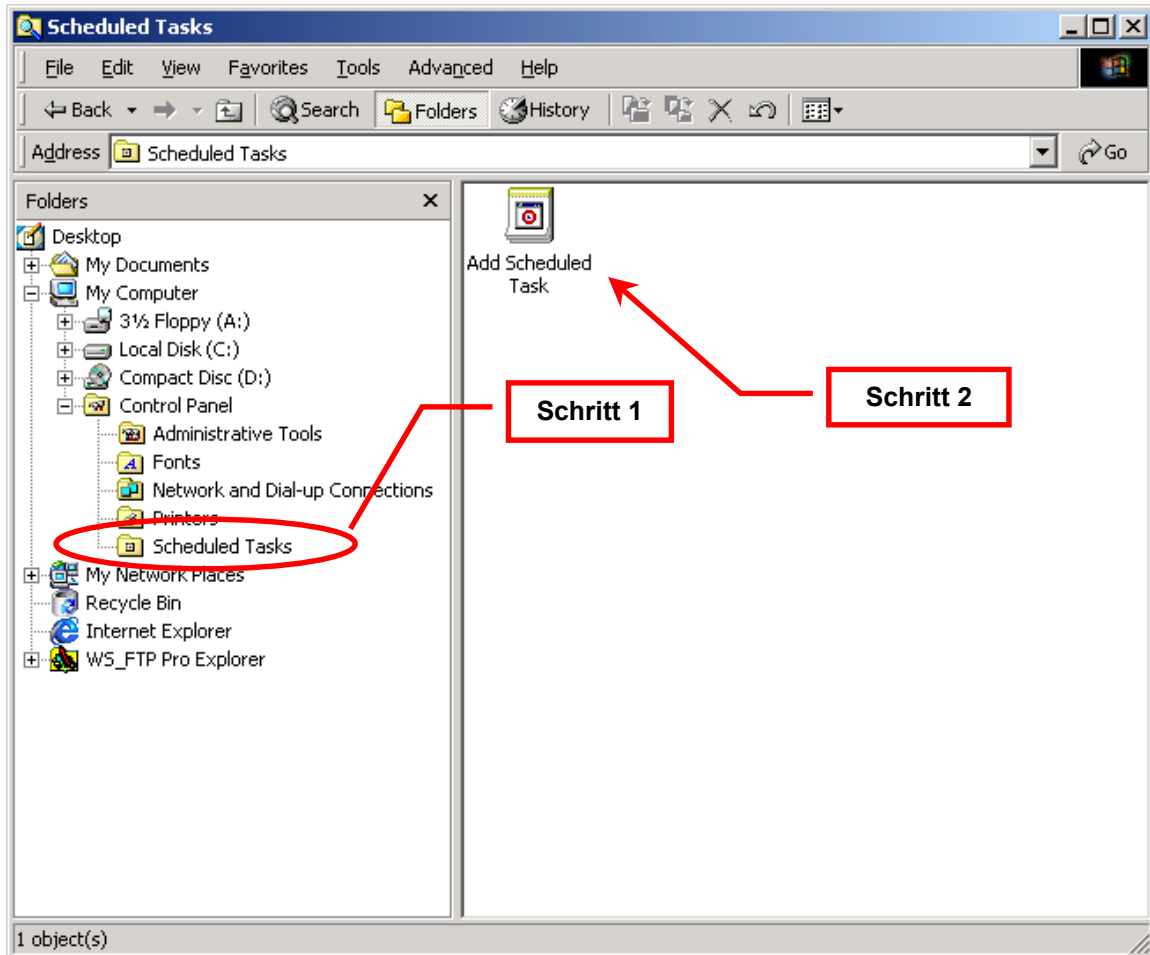 Scheduled Tasks
File Edit View Favorites Tools Advanced Help
Back Search Folders History
Address Scheduled Tasks Go
Folders
Desktop
My Documents
My Computer
3½ Floppy (A:)
Local Disk (C:)
Compact Disc (D:)
Control Panel
Administrative Tools
Fonts
Network and Dial-up Connections
Printers
Scheduled Tasks
My Network Places
Recycle Bin
Internet Explorer
WS_FTP Pro Explorer
Add Scheduled
Task
Schritt 1
Schritt 2
1 object(s)